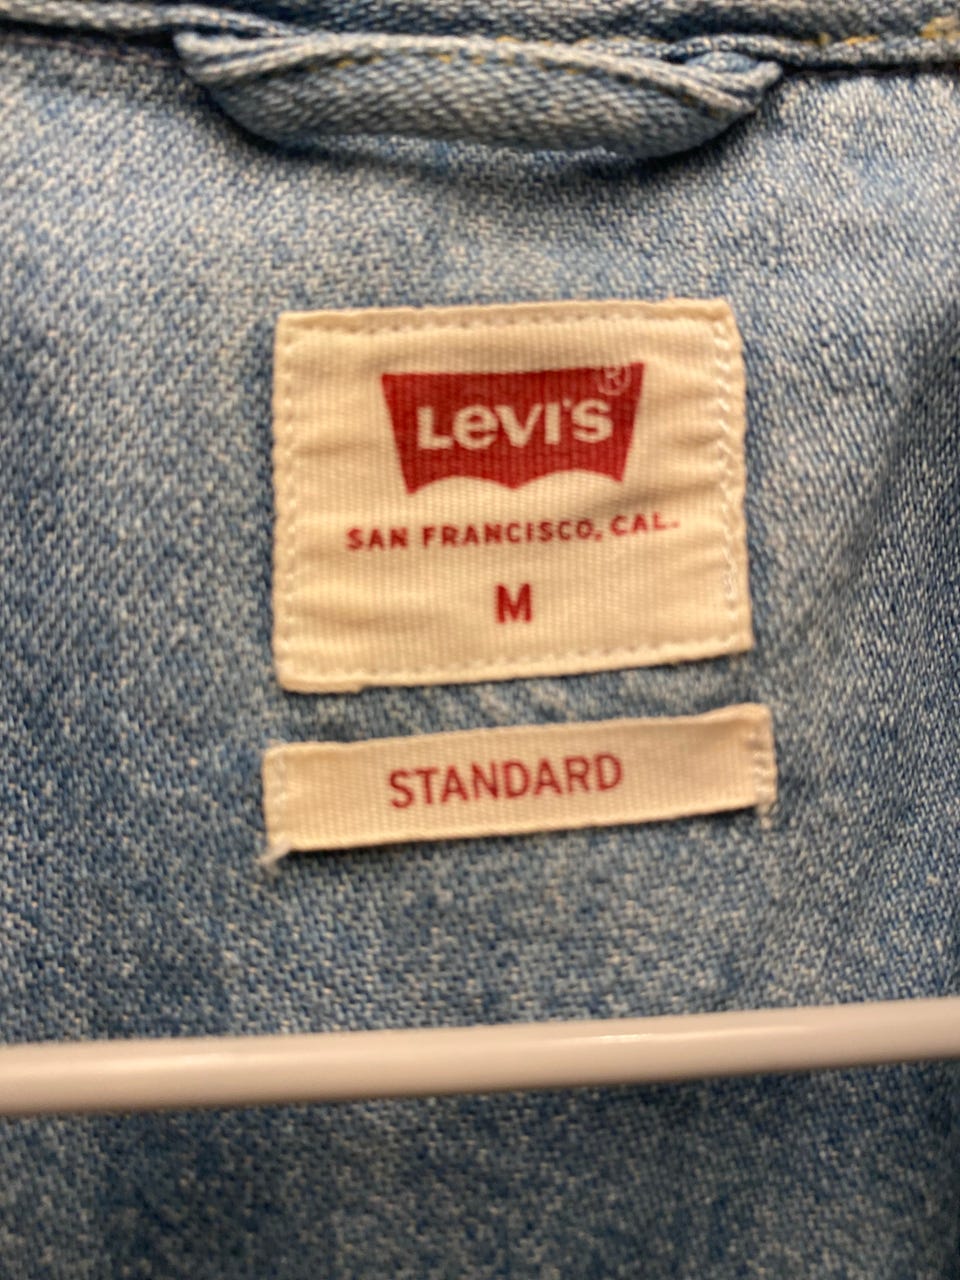 Levi's®
SAN FRANCISCO, CAL.
M
STANDARD